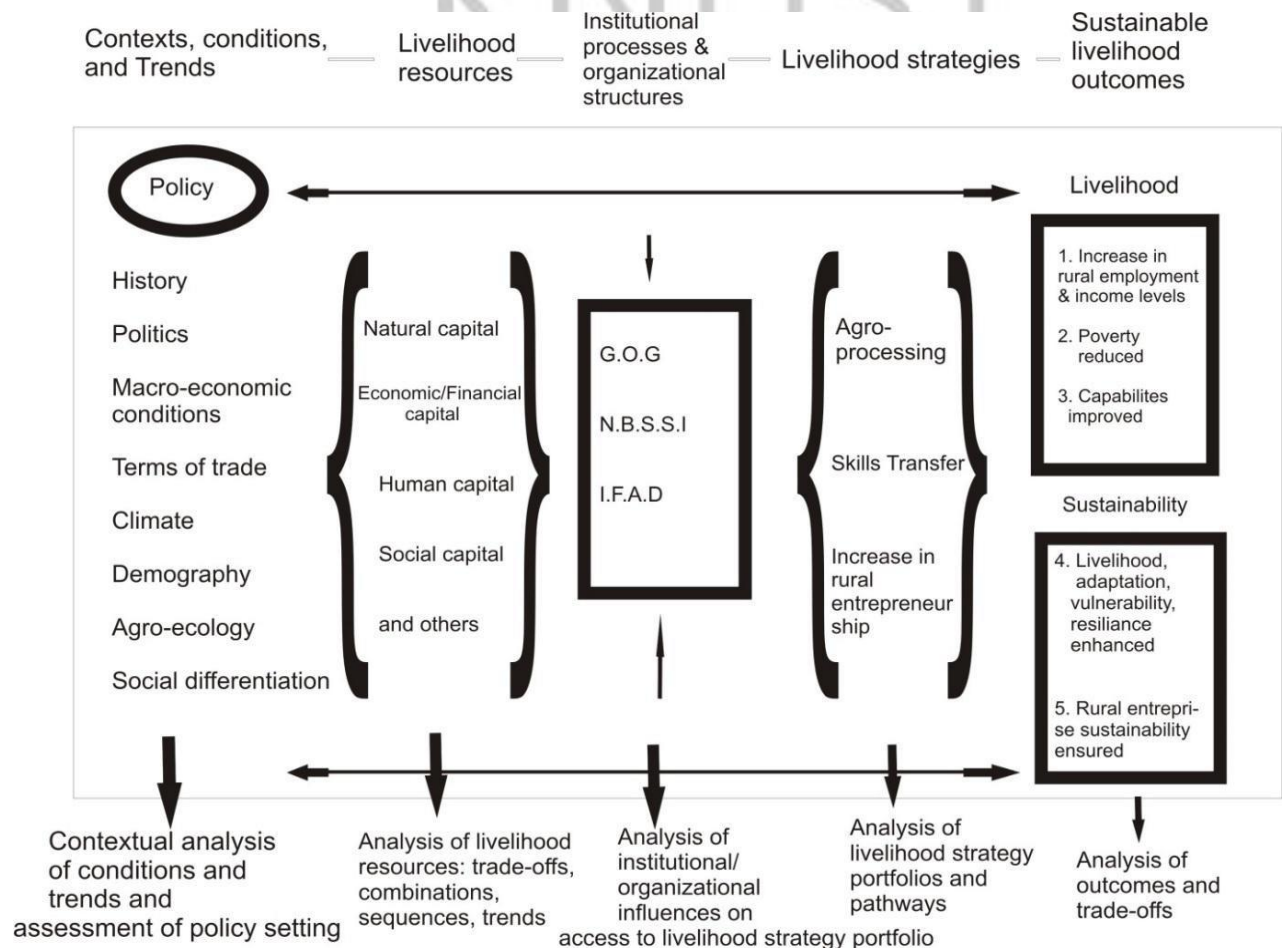 Contexts, conditions,
and Trends
Livelihood
resources
Institutional
processes &
organizational
structures
Livelihood strategies
Sustainable
livelihood
outcomes
Policy
History
Politics
Macro-economic
conditions
Terms of trade
Climate
Demography
Agro-ecology
Social differentiation
Natural capital
Economic/Financial
capital
Human capital
Social capital
and others
G.O.G
N.B.S.S.I
I.F.A.D
Agro-
processing
Skills Transfer
Increase in
rural
entrepreneur
ship
Livelihood
1. Increase in
rural employment
& income levels
2. Poverty
reduced
3. Capabilites
improved
Sustainability
4. Livelihood,
adaptation,
vulnerability,
resiliance
enhanced
5. Rural entrepri-
se sustainability
ensured
Contextual analysis
of conditions and
trends and
assessment of policy setting
Analysis of livelihood
resources: trade-offs,
combinations,
sequences, trends
Analysis of
institutional/
organizational
influences on
access to livelihood strategy portfolio
Analysis of
livelihood strategy
portfolios and
pathways
Analysis of
outcomes and
trade-offs